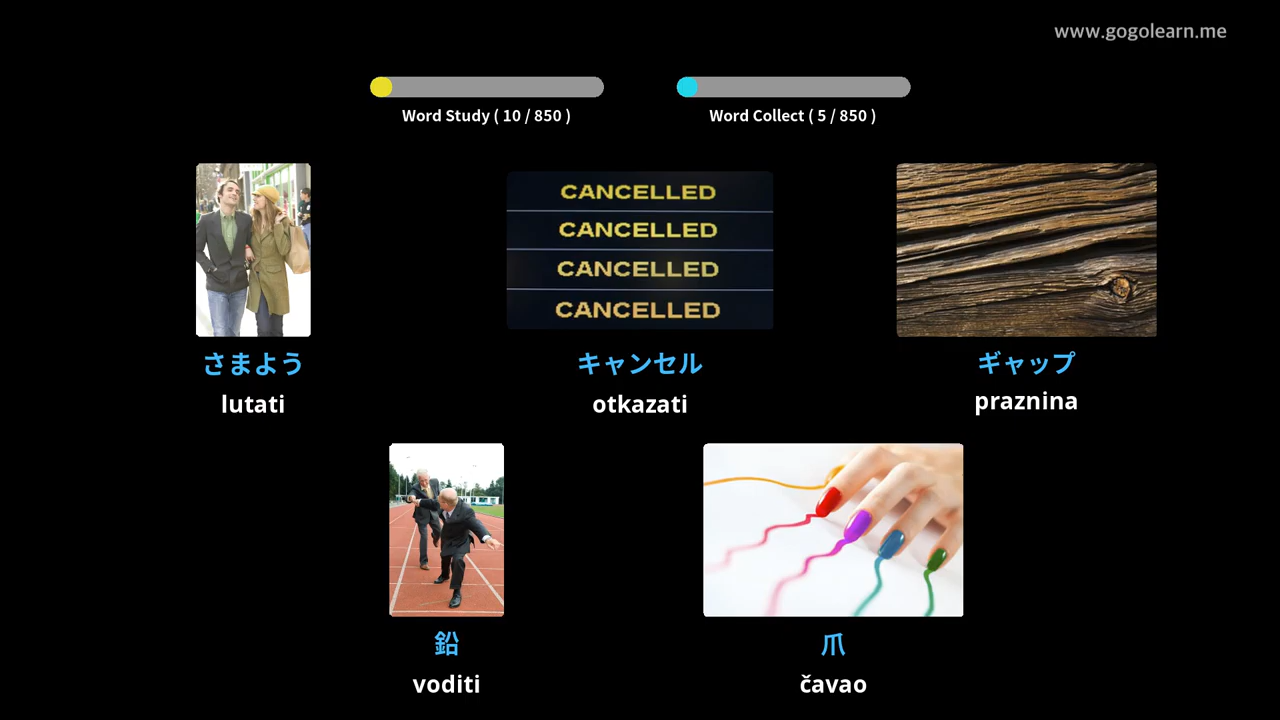 www.gogolearn.me
Word Study ( 10 / 850 )
Word Collect ( 5 / 850 )
CANCELLED
CANCELLED
CANCELLED
CANCELLED
さまよう
キャンセル
ギャップ
lutati
otkazati
praznina
鉛
爪
voditi
čavao